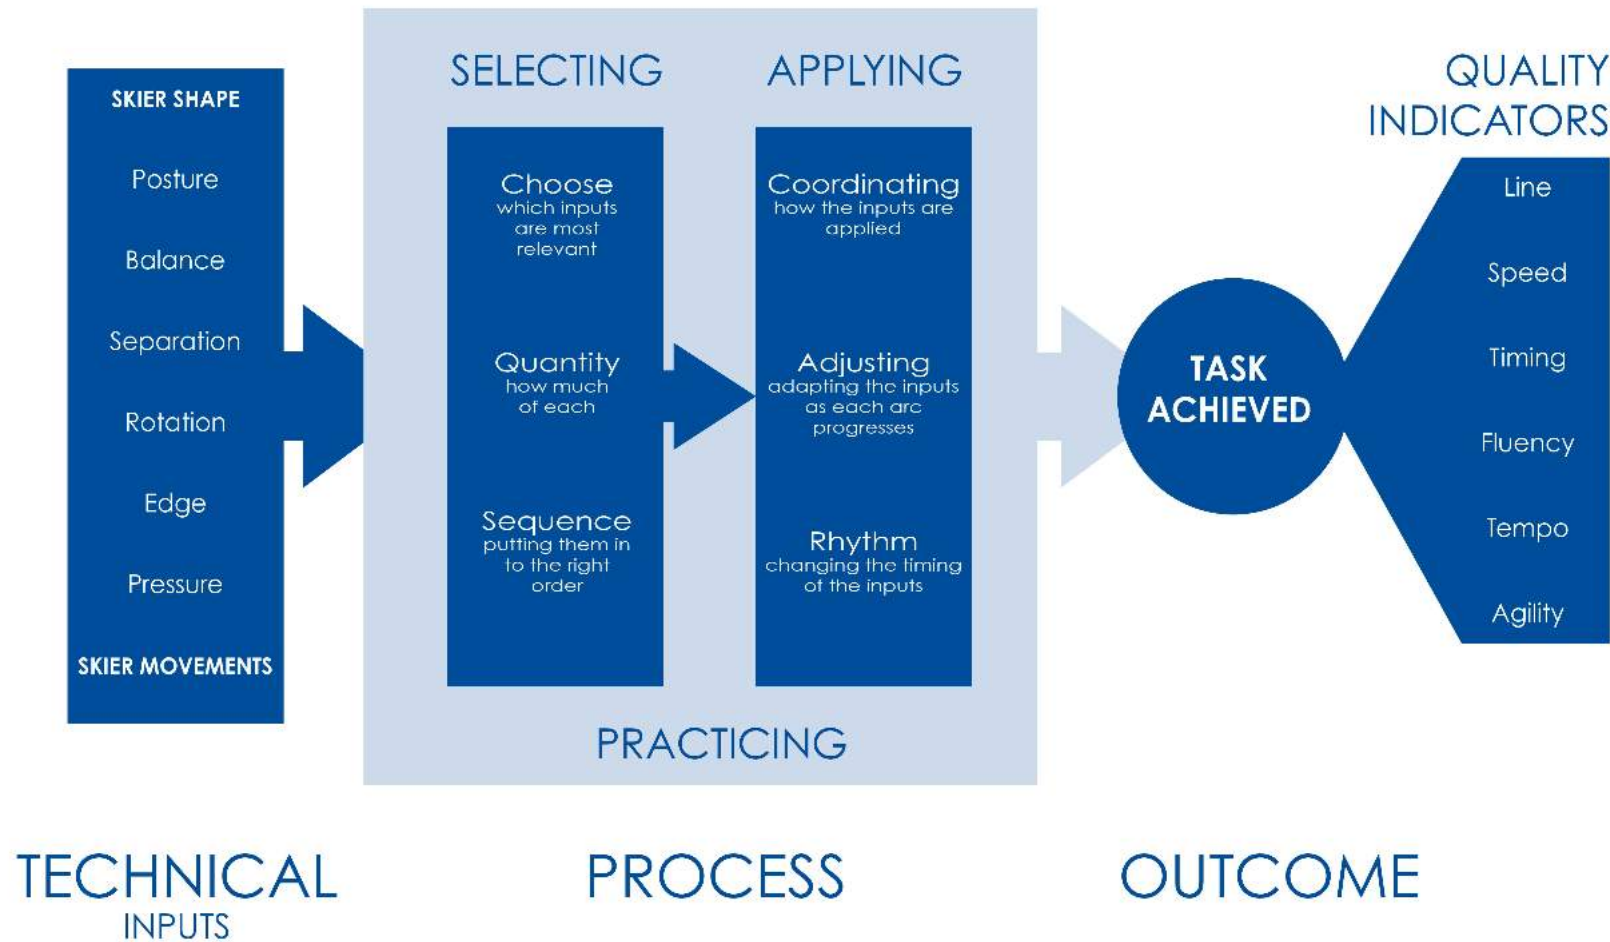 SKIER SHAPE
Posture
Balance
Separation
Rotation
Edge
Pressure
SKIER MOVEMENTS
SELECTING
Choose
which inputs
are most
relevant
Quantity
how much
of each
Sequence
putting them in
to the right
order
APPLYING
Coordinating
how the inputs are
applied
Adjusting
adapting the inputs
as each arc
progresses
Rhythm
changing the timing
of the inputs
PRACTICING
TASK
ACHIEVED
QUALITY
INDICATORS
Line
Speed
Timing
Fluency
Tempo
Agility
TECHNICAL
INPUTS
PROCESS
OUTCOME